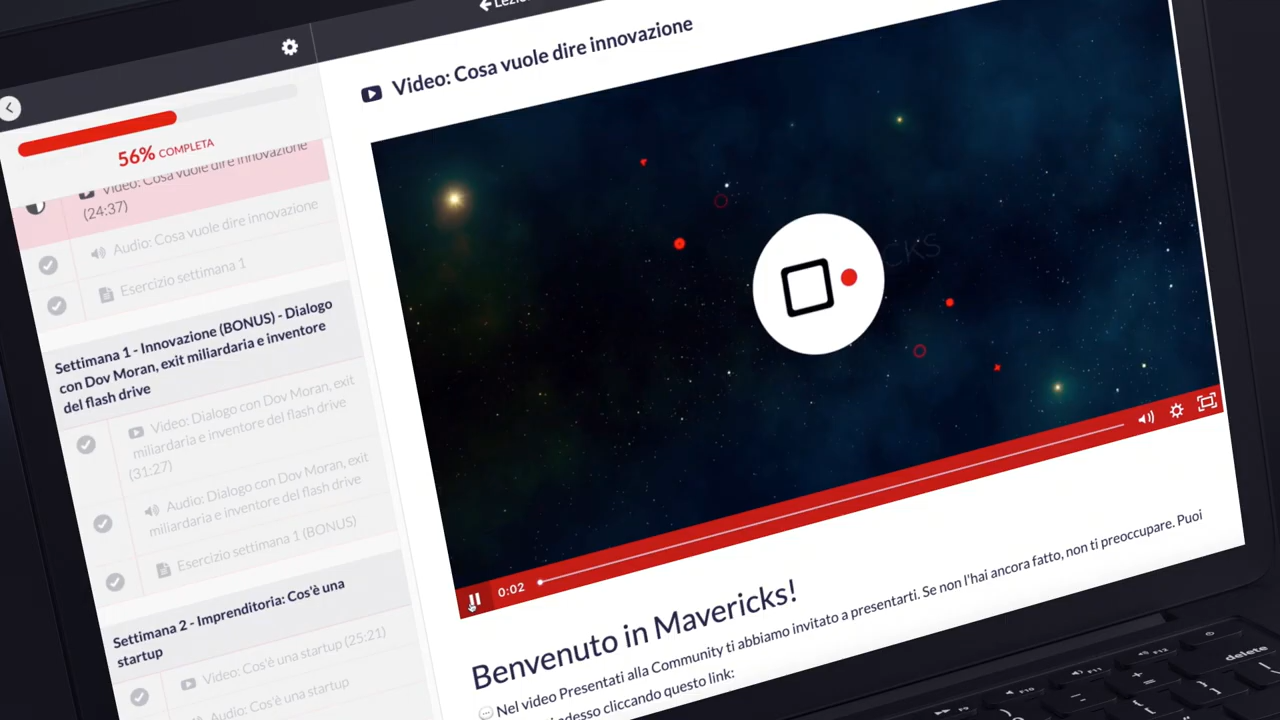 Video: Cosa vuole dire innovazione
56% COMPLETA
Video: Cosa vuole dire innovazione
(24:37)
Audio: Cosa vuole dire innovazione
Esercizio settimana 1
Settimana 1 - Innovazione (BONUS) - Dialogo
con Dov Moran, exit miliardaria e inventore
del flash drive
Video: Dialogo con Dov Moran, exit
miliardaria e inventore del flash drive
(31:27)
Audio: Dialogo con Dov Moran, exit
miliardaria e inventore del flash drive
Esercizio settimana 1 (BONUS)
Settimana 2 - Imprenditoria: Cos'è una
startup
Video: Cos'è una startup (25:21)
Audio: Cos'è una startup
CKS
0:02
Benvenuto in Mavericks!
Nel video Presentati alla Community ti abbiamo invitato a presentarti. Se non l'hai ancora fatto, non ti preoccupare. Puoi
adesso cliccando questo link:
F10
F11
F12
delete